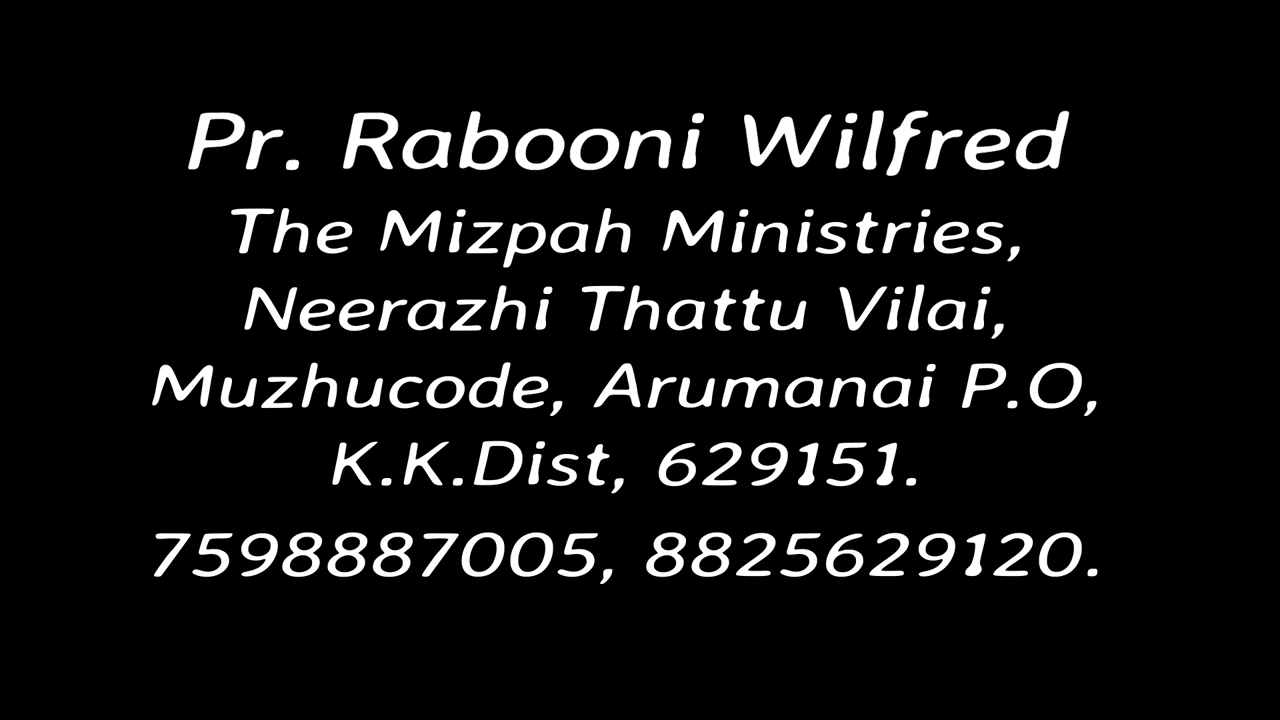 Pr. Rabooni Wilfred
The Mizpah Ministries,
Neerazhi Thattu Vilai,
Muzhucode, Arumanai P.O,
K.K.Dist, 629151.
7598887005, 8825629120.